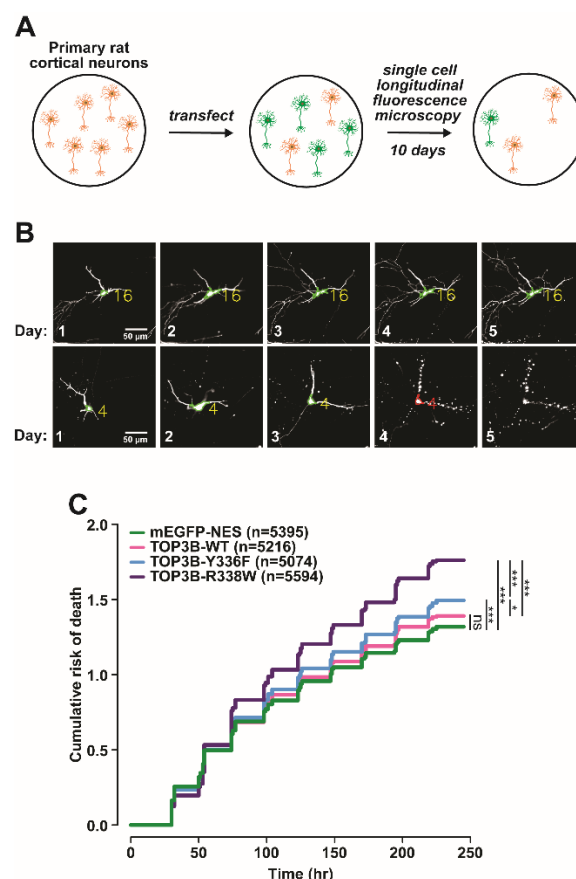 A
Primary rat
cortical neurons
transfect
single cell
longitudinal
fluorescence
microscopy
10 days
B
16 16 16 16 16.
Day: 1 50 µm 2 3 4 5
4 4 4 4
Day: 1 50 µm 2 3 4 5
C
mEGFP-NES (n=5395)
TOP3B-WT (n=5216)
TOP3B-Y336F (n=5074)
TOP3B-R338W (n=5594)
Cumulative risk of death
2.0
1.5
1.0
0.5
0.0
0 50 100 150 200 250
Time (hr)
ns
***
***
*
***
***